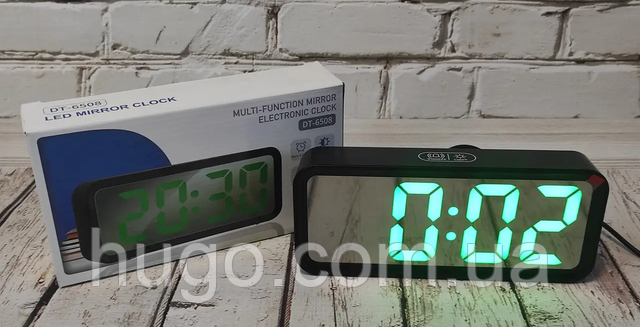 DT-6508
LED MIRROR CLOCK
MULTI-FUNCTION MIRROR
ELECTRONIC CLOCK
DT-6508
20:30
0:02
hugo.com.ua